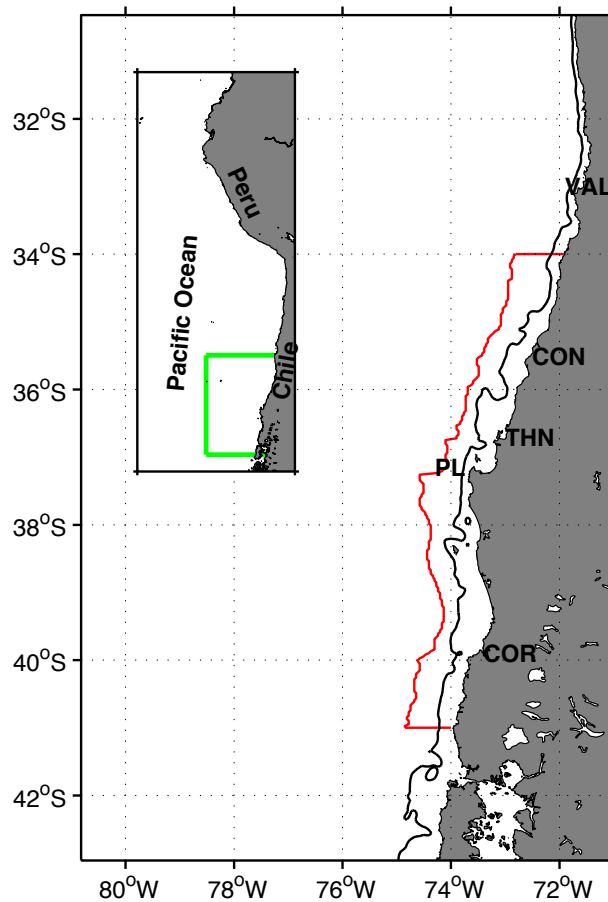 32°S
34°S
36°S
38°S
40°S
42°S
80°W
78°W
76°W
74°W
72°W
Peru
Pacific Ocean
Chile
VAL
CON
THN
PL
COR